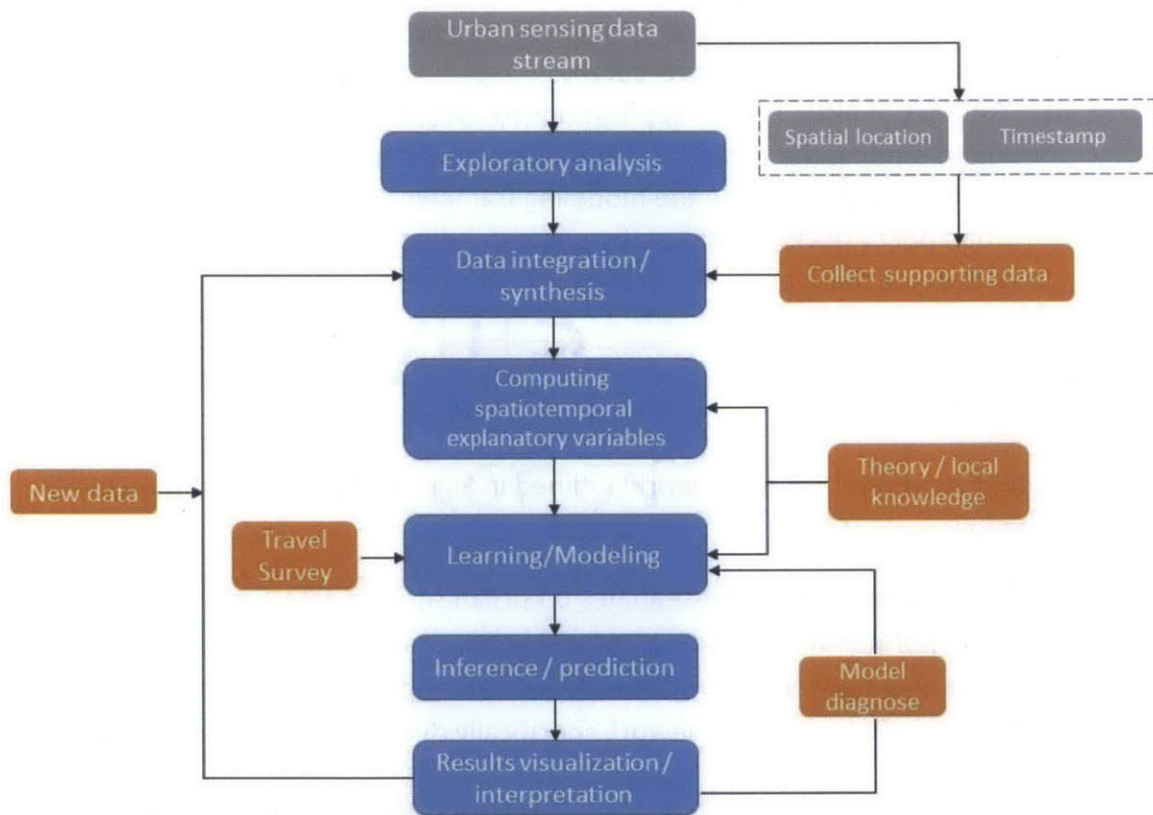 Urban sensing data
stream
Spatial location
Timestamp
Exploratory analysis
Data integration /
synthesis
Collect supporting data
Computing
spatiotemporal
explanatory variables
Theory / local
knowledge
New data
Travel
Survey
Learning/Modeling
Inference / prediction
Model
diagnose
Results visualization /
interpretation